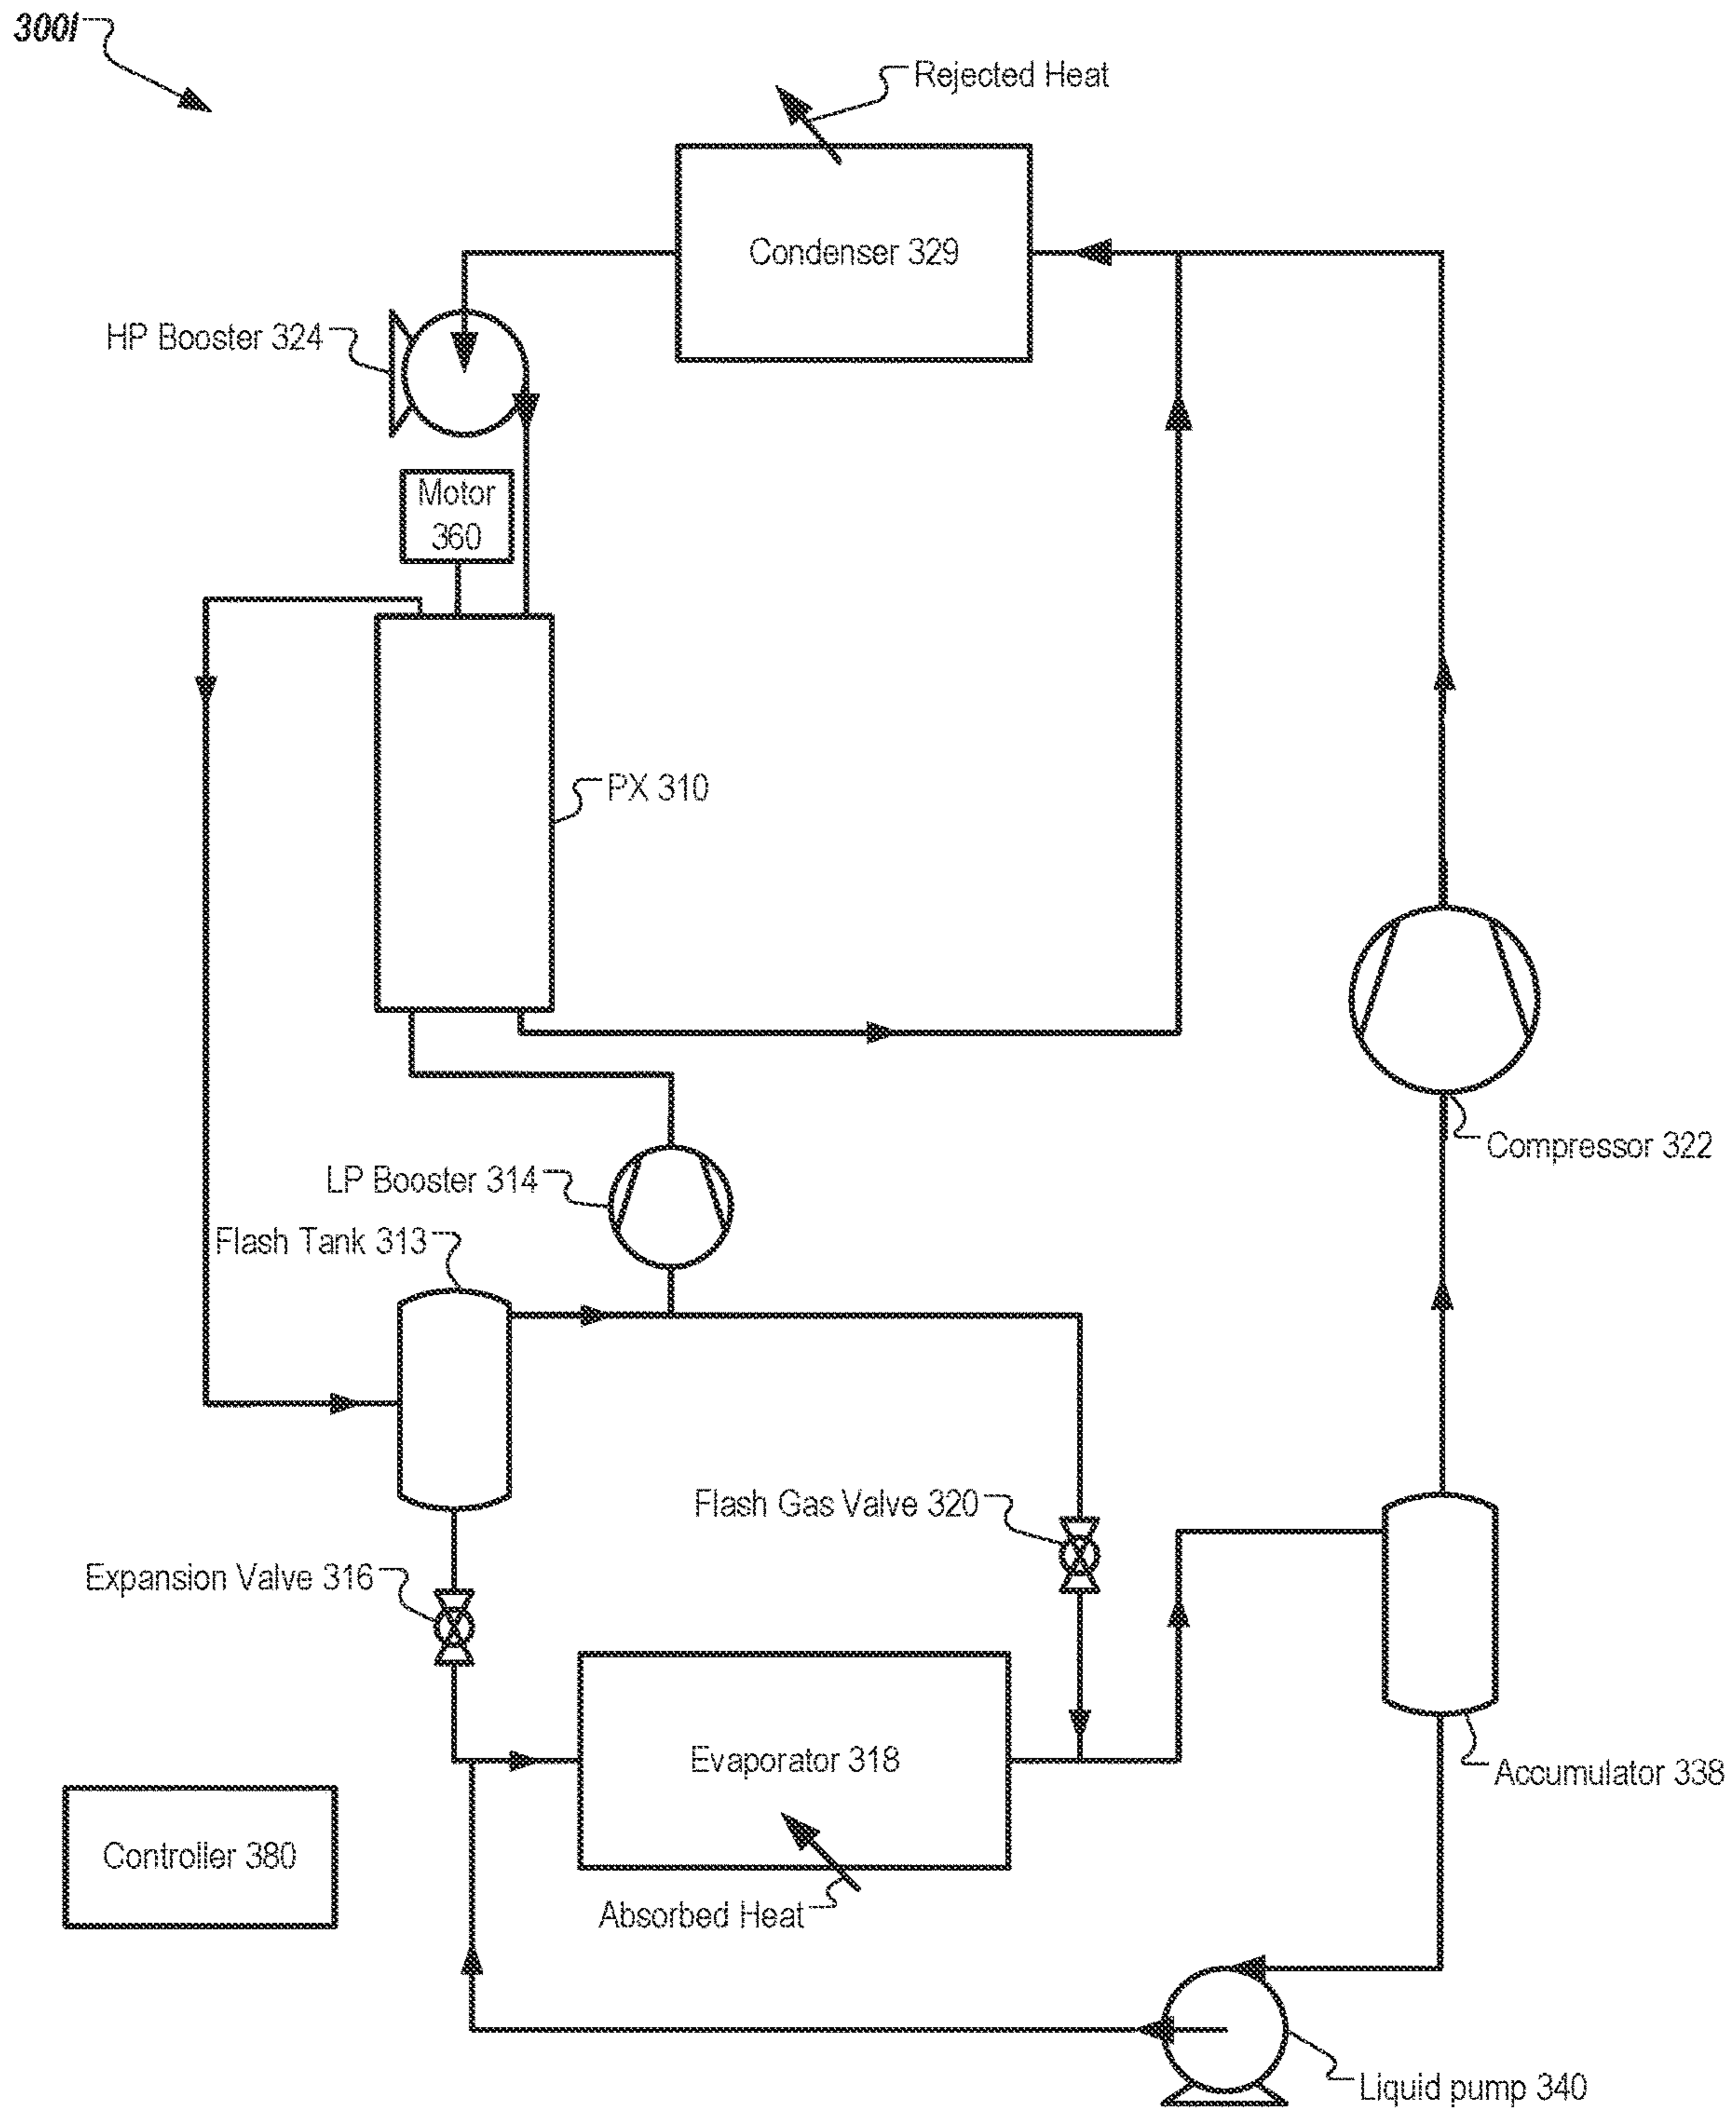 300I
Rejected Heat
Condenser 329
HP Booster 324
Motor
360
PX 310
Compressor 322
LP Booster 314
Flash Tank 313
Flash Gas Valve 320
Expansion Valve 316
Evaporator 318
Accumulator 338
Controller 380
Absorbed Heat
Liquid pump 340